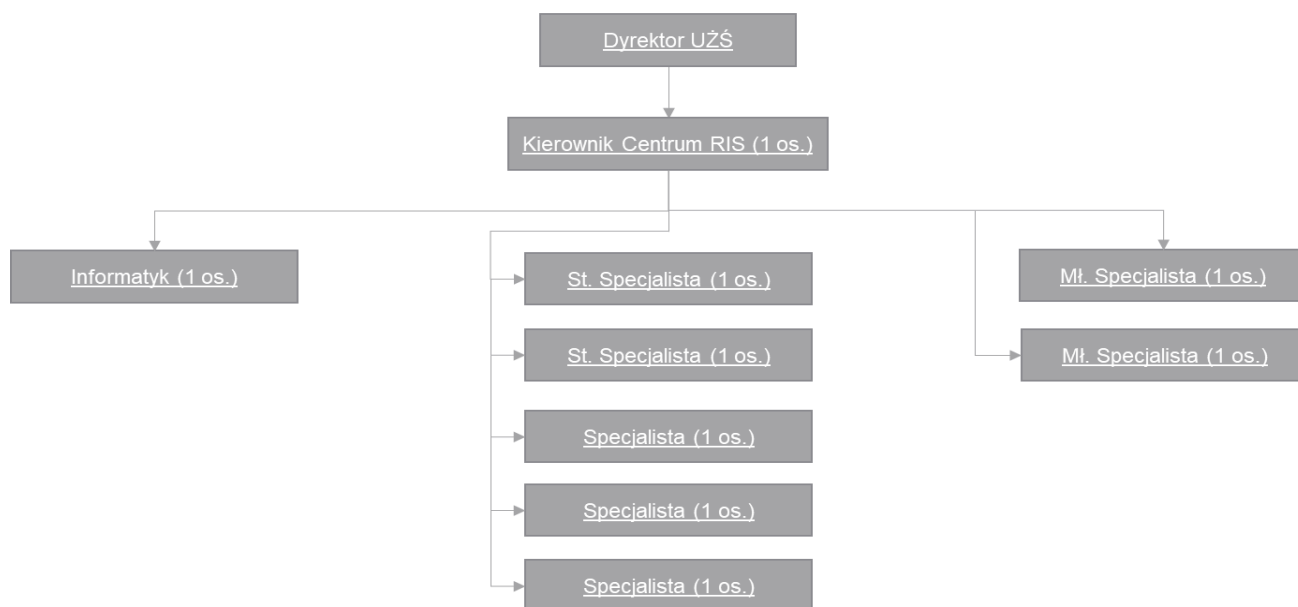 Dyrektor UŻŚ
Kierownik Centrum RIS (1 os.)
Informatyk (1 os.)
St. Specjalista (1 os.)
St. Specjalista (1 os.)
Specjalista (1 os.)
Specjalista (1 os.)
Specjalista (1 os.)
Mł. Specjalista (1 os.)
Mł. Specjalista (1 os.)